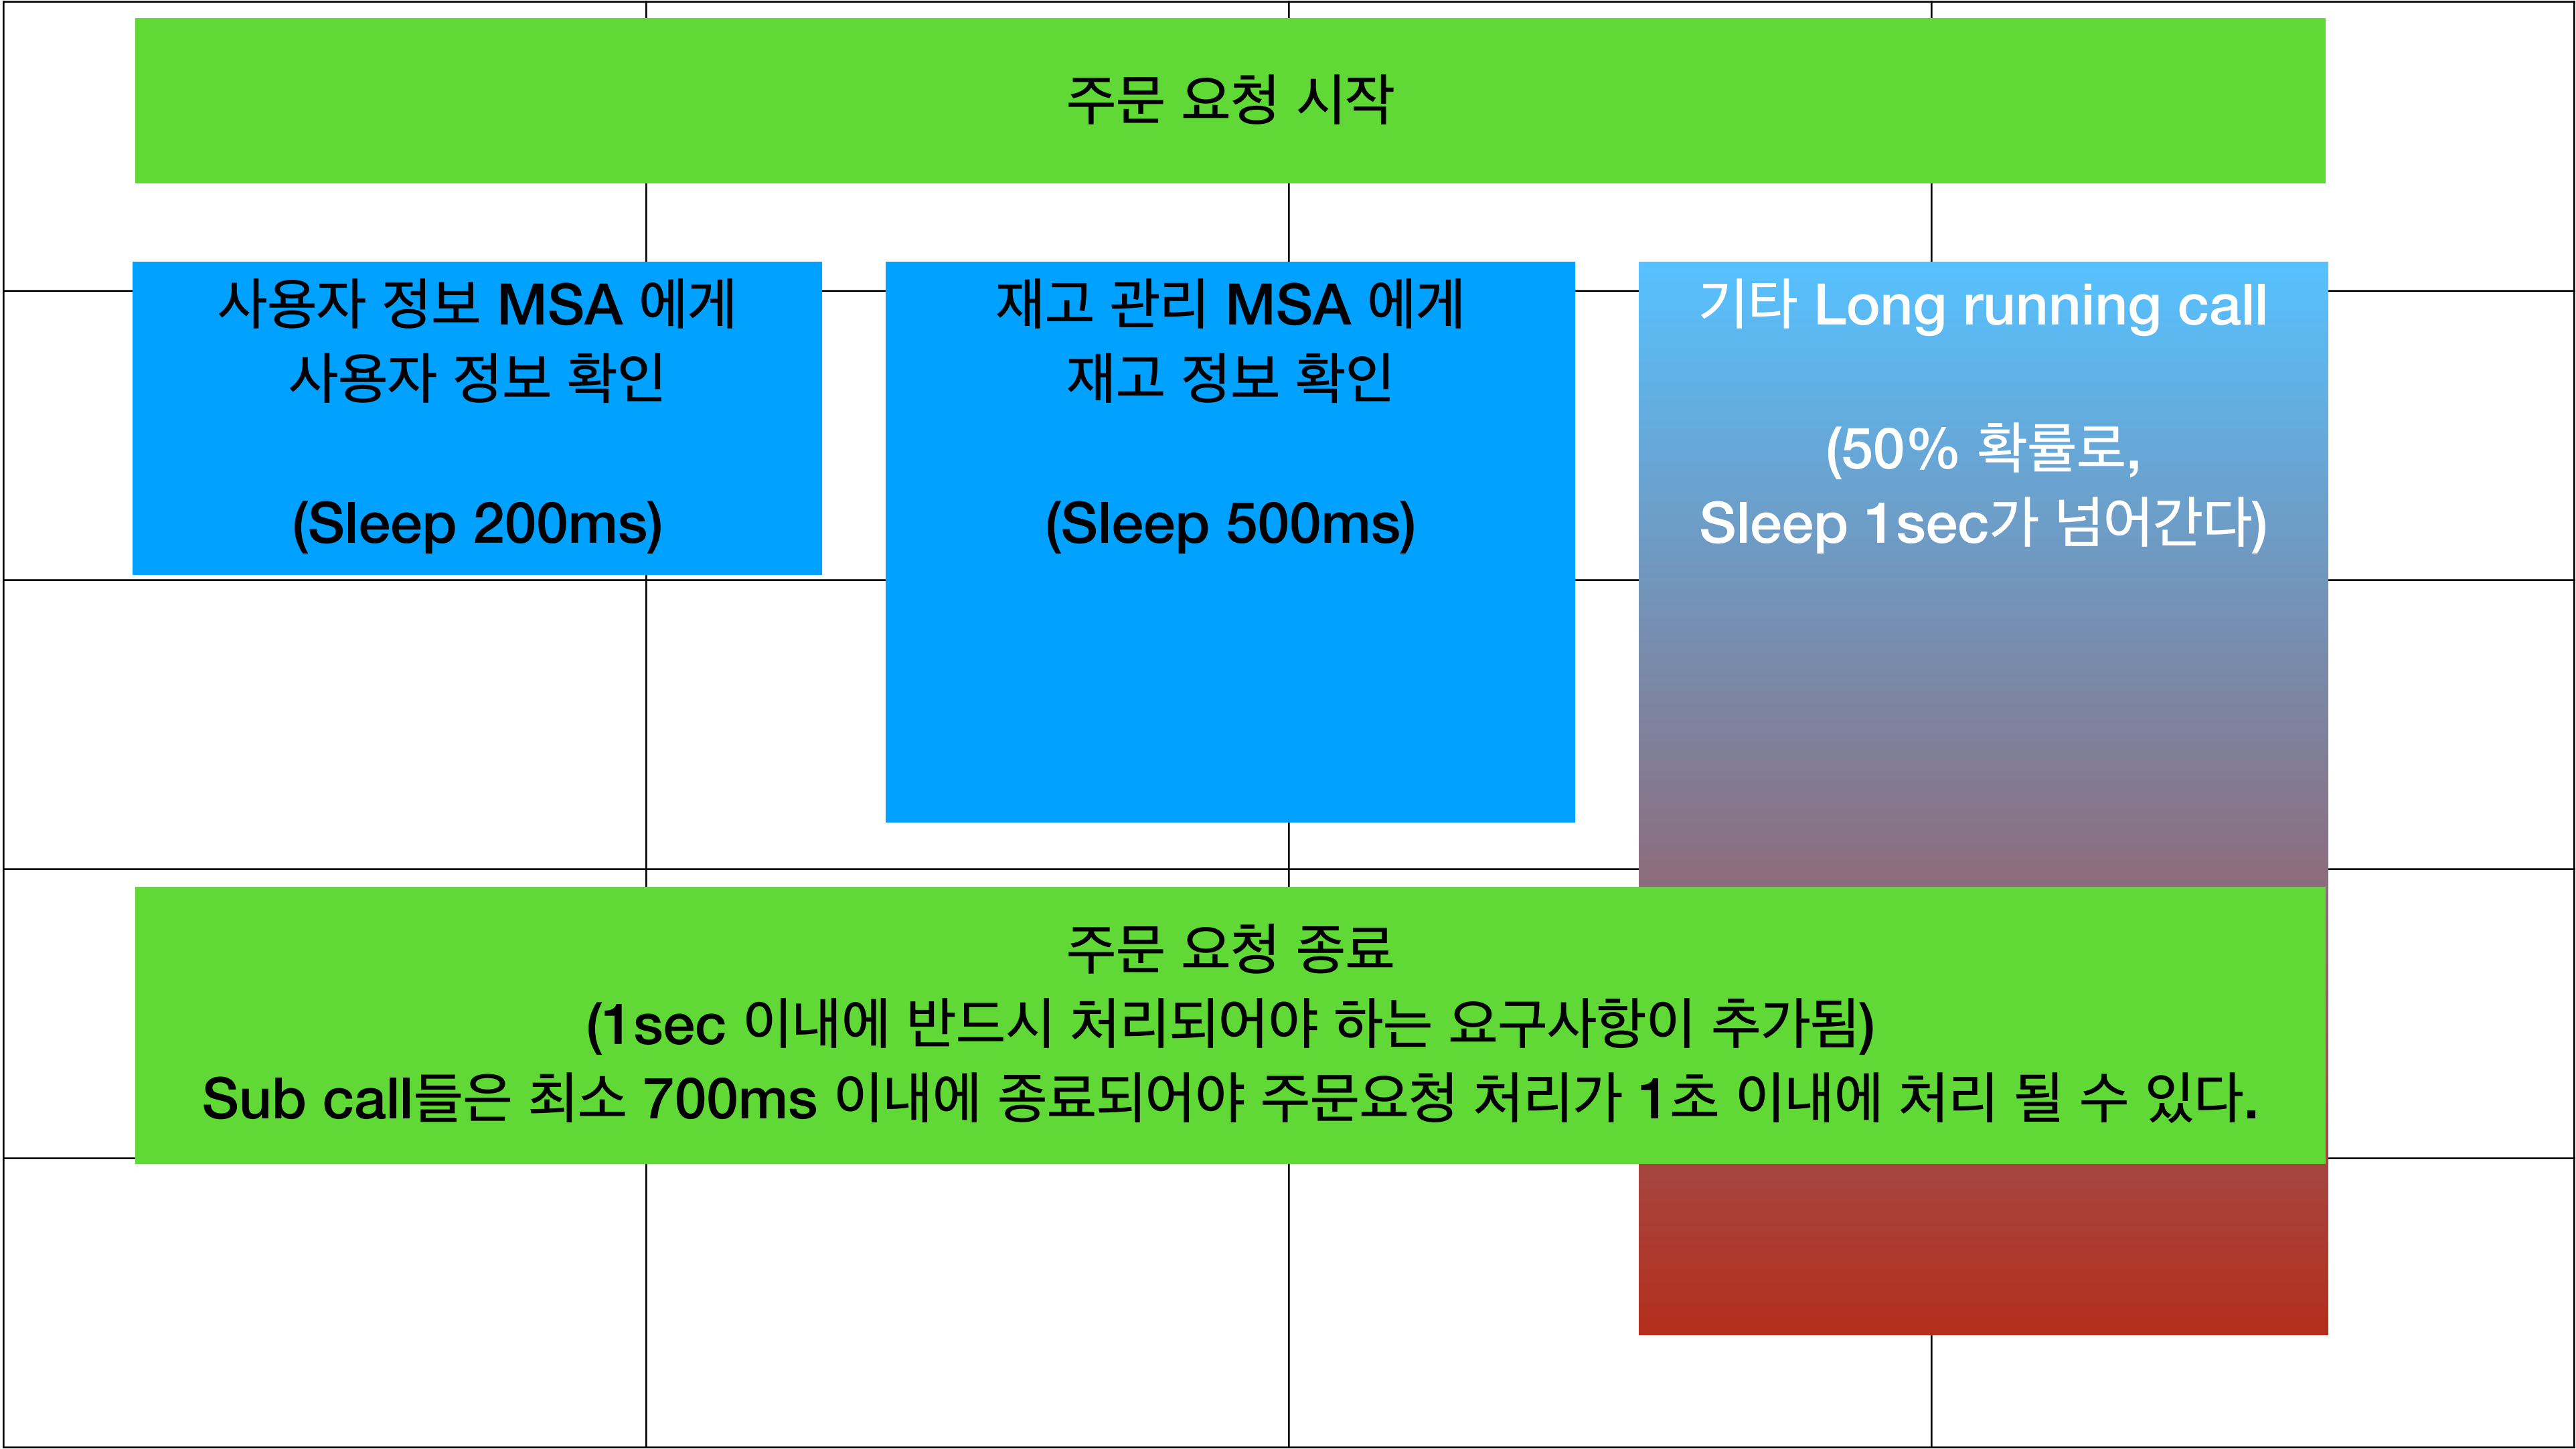 주문 요청 시작
사용자 정보 MSA 에게
사용자 정보 확인
(Sleep 200ms)
재고 관리 MSA 에게
재고 정보 확인
(Sleep 500ms)
기타 Long running call
(50% 확률로,
Sleep 1sec가 넘어간다)
주문 요청 종료
(1sec 이내에 반드시 처리되어야 하는 요구사항이 추가됨)
Sub call들은 최소 700ms 이내에 종료되어야 주문요청 처리가 1초 이내에 처리 될 수 있다.